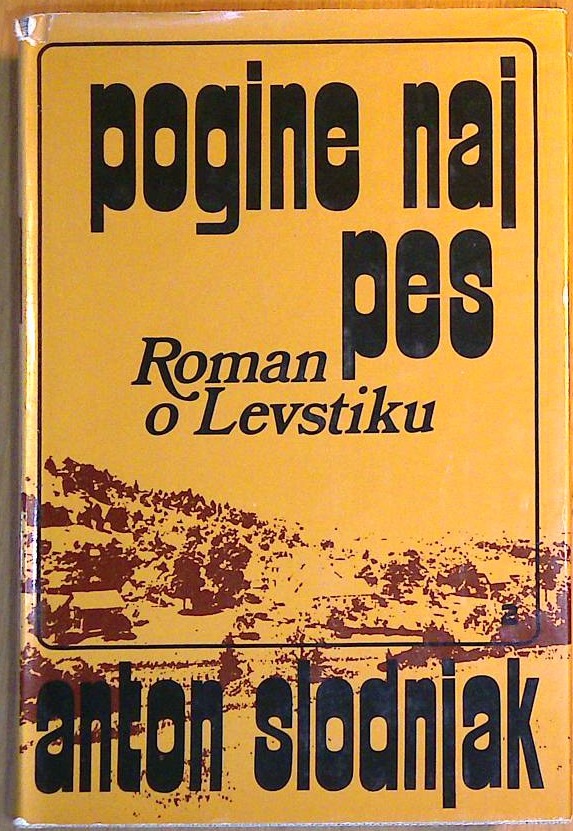 pogine naj
pes
Roman
o Levstiku
anton slodnjak